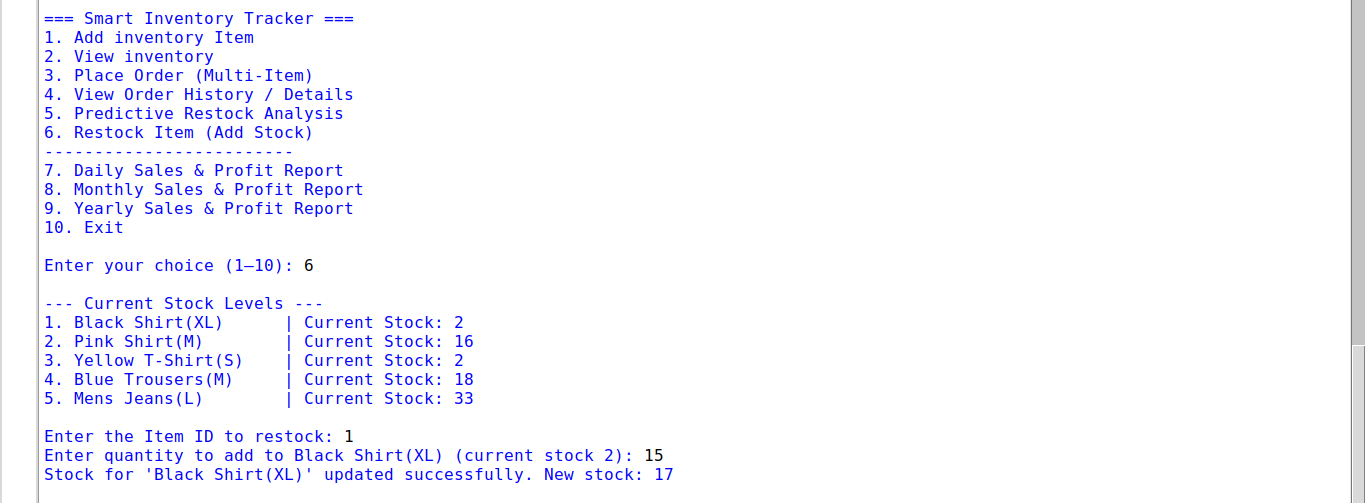 === Smart Inventory Tracker ===
1. Add inventory Item
2. View inventory
3. Place Order (Multi-Item)
4. View Order History / Details
5. Predictive Restock Analysis
6. Restock Item (Add Stock)
-------------------------
7. Daily Sales & Profit Report
8. Monthly Sales & Profit Report
9. Yearly Sales & Profit Report
10. Exit
Enter your choice (1–10): 6
--- Current Stock Levels ---
1. Black Shirt(XL)      | Current Stock: 2
2. Pink Shirt(M)        | Current Stock: 16
3. Yellow T-Shirt(S)    | Current Stock: 2
4. Blue Trousers(M)     | Current Stock: 18
5. Mens Jeans(L)        | Current Stock: 33
Enter the Item ID to restock: 1
Enter quantity to add to Black Shirt(XL) (current stock 2): 15
Stock for 'Black Shirt(XL)' updated successfully. New stock: 17